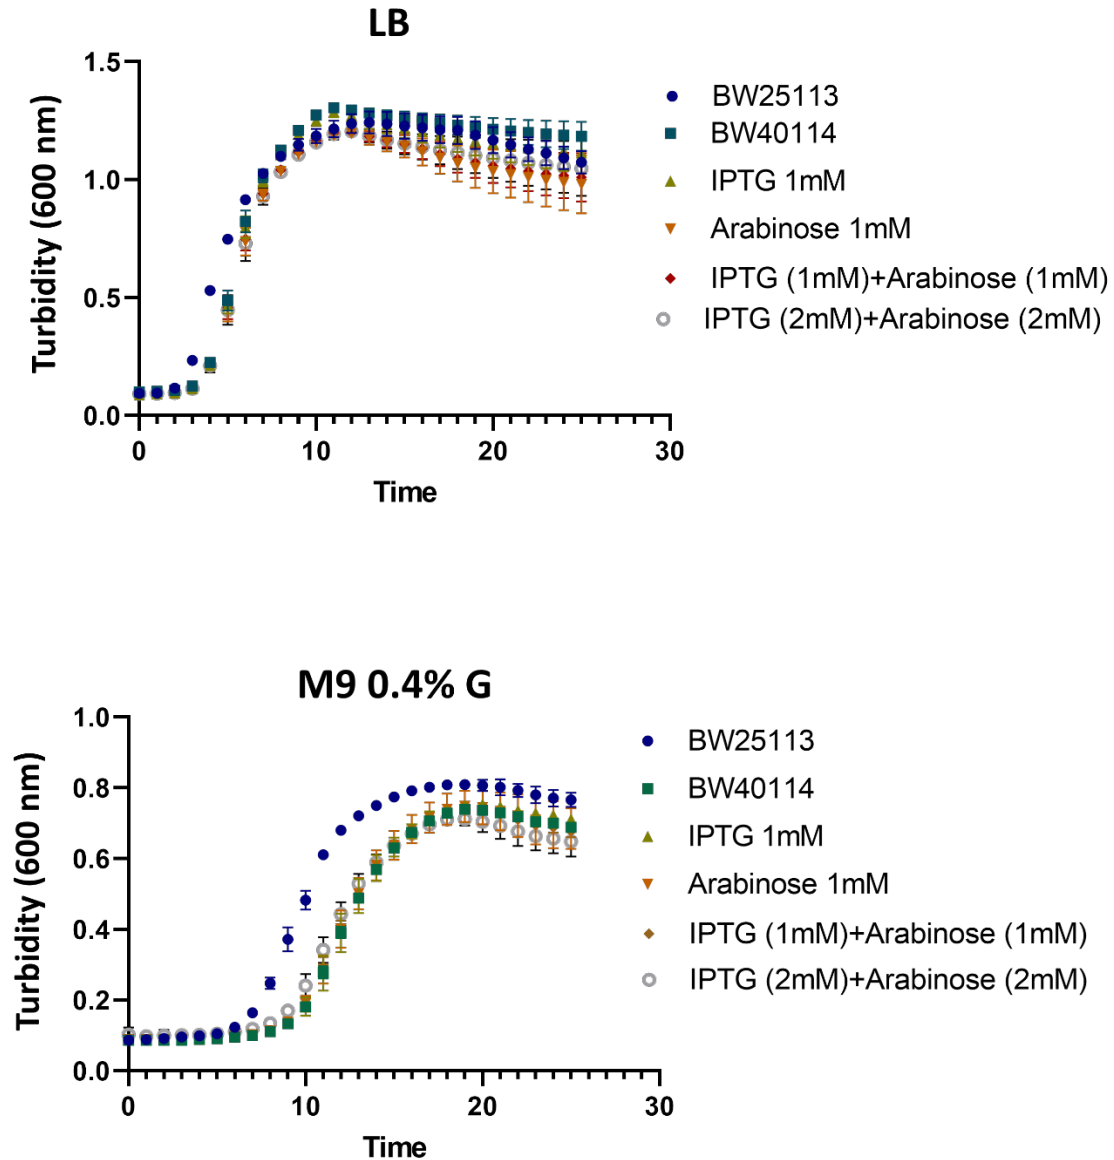 LB
Turbidity (600 nm)
1.5
1.0
0.5
0.0
0
10
20
30
Time
BW25113
BW40114
IPTG 1mM
Arabinose 1mM
IPTG (1mM)+Arabinose (1mM)
IPTG (2mM)+Arabinose (2mM)
M9 0.4% G
Turbidity (600 nm)
1.0
0.8
0.6
0.4
0.2
0.0
0
10
20
30
Time
BW25113
BW40114
IPTG 1mM
Arabinose 1mM
IPTG (1mM)+Arabinose (1mM)
IPTG (2mM)+Arabinose (2mM)